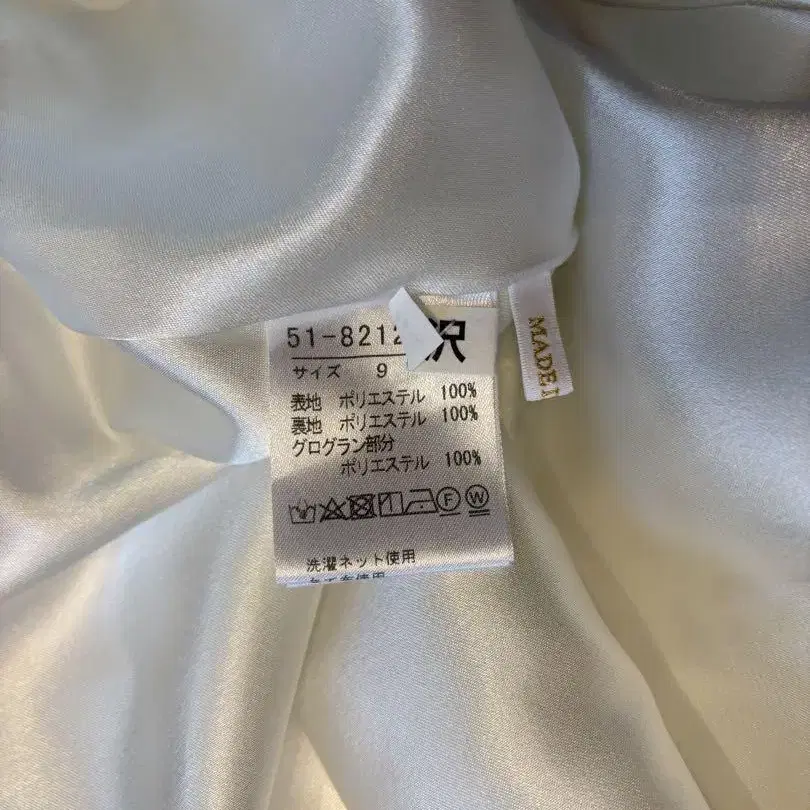 51-8212
沢
サイズ 9
表地 ポリエステル 100%
裏地 ポリエステル 100%
グログラン部分
ポリエステル 100%
F W
洗濯ネット使用
MADE